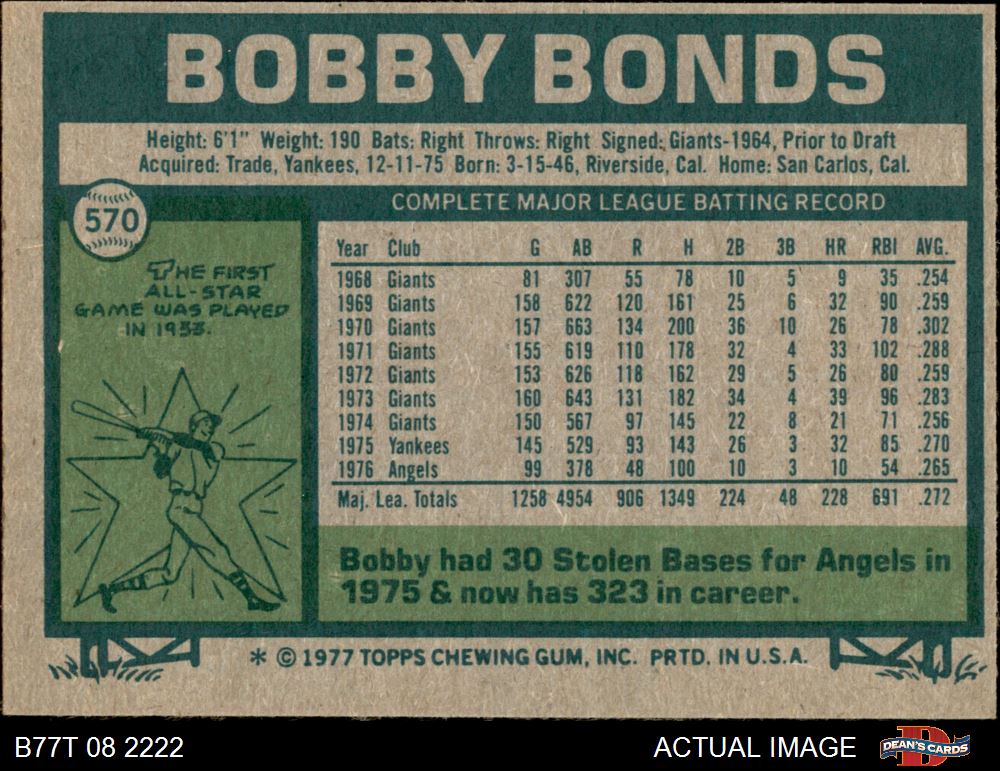 BOBBY BONDS
Height: 6'1" Weight: 190 Bats: Right Throws: Right Signed: Giants-1964, Prior to Draft
Acquired: Trade, Yankees, 12-11-75 Born: 3-15-46, Riverside, Cal. Home: San Carlos, Cal.
570
COMPLETE MAJOR LEAGUE BATTING RECORD
THE FIRST
ALL-STAR
GAME WAS PLAYED
IN 1933.
Year Club G AB R H 2B 3B HR RBI AVG.
1968 Giants 81 307 55 78 10 5 9 35 .254
1969 Giants 158 622 120 161 25 6 32 90 .259
1970 Giants 157 663 134 200 36 10 26 78 .302
1971 Giants 155 619 110 178 32 4 33 102 .288
1972 Giants 153 626 118 162 29 5 26 80 .259
1973 Giants 160 643 131 182 34 4 39 96 .283
1974 Giants 150 567 97 145 22 8 21 71 .256
1975 Yankees 145 529 93 143 26 3 32 85 .270
1976 Angels 99 378 48 100 10 3 10 54 .265
Maj. Lea. Totals 1258 4954 906 1349 224 48 228 691 .272
Bobby had 30 Stolen Bases for Angels in
1975 & now has 323 in career.
* © 1977 TOPPS CHEWING GUM, INC. PRTD. IN U.S.A.
B77T 08 2222
ACTUAL IMAGE
DEAN'S CARDS